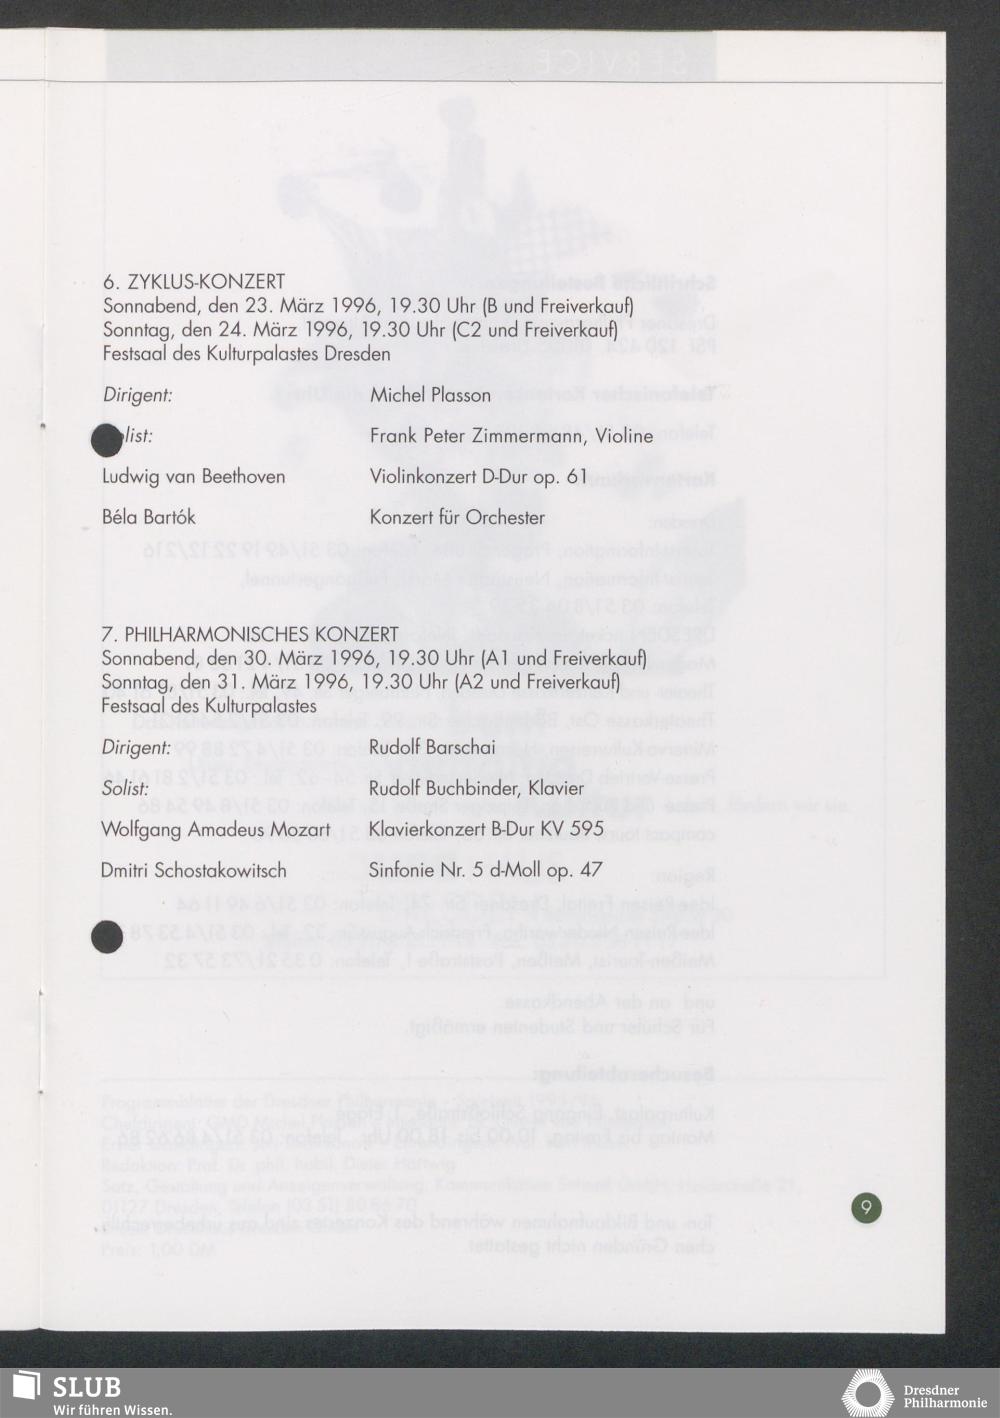 6. ZYKLUS-KONZERT
Sonnabend, den 23. März 1996, 19.30 Uhr (B und Freiverkauf)
Sonntag, den 24. März 1996, 19.30 Uhr (C2 und Freiverkauf)
Festsaal des Kulturpalastes Dresden
Dirigent: Michel Plasson
list: Frank Peter Zimmermann, Violine
Ludwig van Beethoven Violinkonzert D-Dur op. 61
Béla Bartók Konzert für Orchester
7. PHILHARMONISCHES KONZERT
Sonnabend, den 30. März 1996, 19.30 Uhr (A1 und Freiverkauf)
Sonntag, den 31. März 1996, 19.30 Uhr (A2 und Freiverkauf)
Festsaal des Kulturpalastes
Dirigent: Rudolf Barschai
Solist: Rudolf Buchbinder, Klavier
Wolfgang Amadeus Mozart Klavierkonzert B-Dur KV 595
Dmitri Schostakowitsch Sinfonie Nr. 5 d-Moll op. 47
9
SLUB
Wir führen Wissen.
Dresdner
Philharmonie